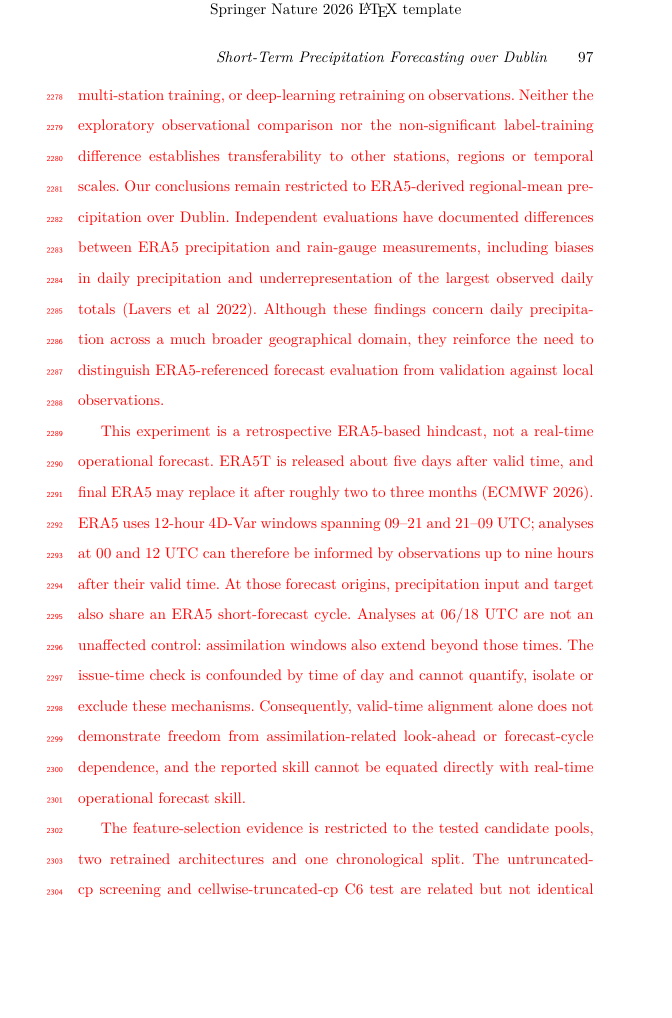 Springer Nature 2026 LATEX template
Short-Term Precipitation Forecasting over Dublin 97
2278 multi-station training, or deep-learning retraining on observations. Neither the
2279 exploratory observational comparison nor the non-significant label-training
2280 difference establishes transferability to other stations, regions or temporal
2281 scales. Our conclusions remain restricted to ERA5-derived regional-mean pre-
2282 cipitation over Dublin. Independent evaluations have documented differences
2283 between ERA5 precipitation and rain-gauge measurements, including biases
2284 in daily precipitation and underrepresentation of the largest observed daily
2285 totals (Lavers et al 2022). Although these findings concern daily precipita-
2286 tion across a much broader geographical domain, they reinforce the need to
2287 distinguish ERA5-referenced forecast evaluation from validation against local
2288 observations.
2289 This experiment is a retrospective ERA5-based hindcast, not a real-time
2290 operational forecast. ERA5T is released about five days after valid time, and
2291 final ERA5 may replace it after roughly two to three months (ECMWF 2026).
2292 ERA5 uses 12-hour 4D-Var windows spanning 09–21 and 21–09 UTC; analyses
2293 at 00 and 12 UTC can therefore be informed by observations up to nine hours
2294 after their valid time. At those forecast origins, precipitation input and target
2295 also share an ERA5 short-forecast cycle. Analyses at 06/18 UTC are not an
2296 unaffected control: assimilation windows also extend beyond those times. The
2297 issue-time check is confounded by time of day and cannot quantify, isolate or
2298 exclude these mechanisms. Consequently, valid-time alignment alone does not
2299 demonstrate freedom from assimilation-related look-ahead or forecast-cycle
2300 dependence, and the reported skill cannot be equated directly with real-time
2301 operational forecast skill.
2302 The feature-selection evidence is restricted to the tested candidate pools,
2303 two retrained architectures and one chronological split. The untruncated-
2304 cp screening and cellwise-truncated-cp C6 test are related but not identical